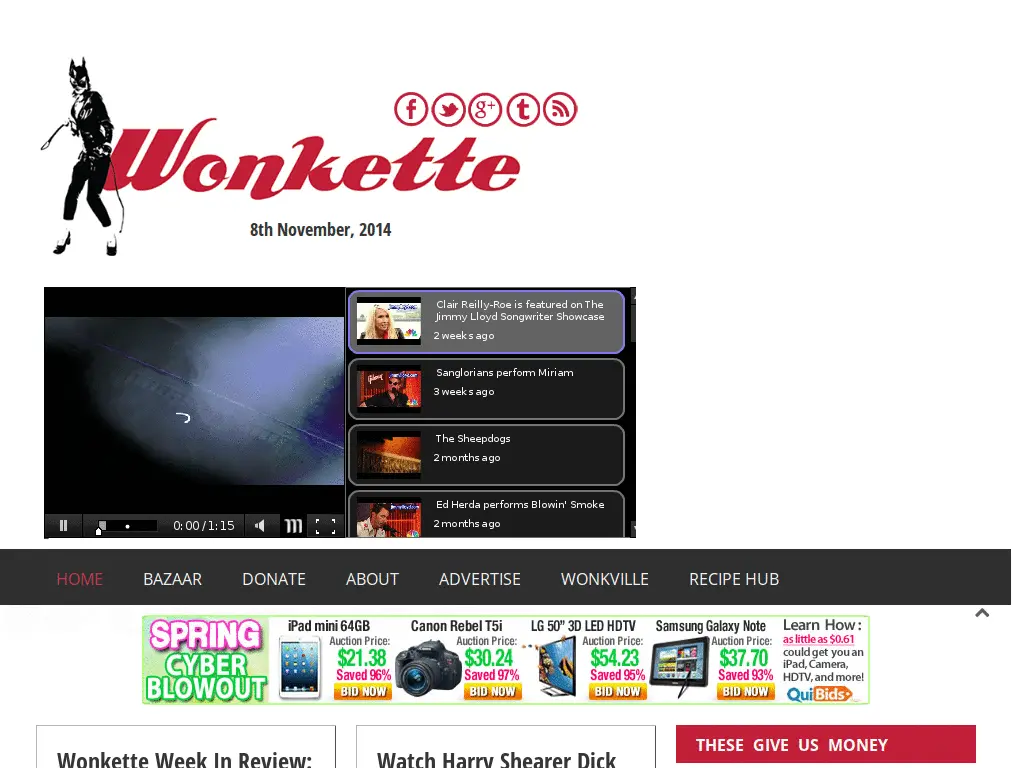 Wonkette
8th November, 2014
Clair Reilly-Roe is featured on The
Jimmy Lloyd Songwriter Showcase
2 weeks ago
Sanglorians perform Miriam
3 weeks ago
The Sheepdogs
2 months ago
Ed Herda performs Blowin' Smoke
2 months ago
0:00/1:15
HOME BAZAAR DONATE ABOUT ADVERTISE WONKVILLE RECIPE HUB
SPRING
CYBER
BLOWOUT
iPad mini 64GB
Auction Price:
$21.38
Saved 96%
BID NOW
Canon Rebel T5i
Auction Price:
$30.24
Saved 97%
BID NOW
LG 50" 3D LED HDTV
Auction Price:
$54.23
Saved 95%
BID NOW
Samsung Galaxy Note
Auction Price:
$37.70
Saved 93%
BID NOW
Learn How:
as little as $0.61
could get you an
iPad, Camera,
HDTV, and more!
QuiBids
Wonkette Week In Review:
Watch Harry Shearer Dick
THESE GIVE US MONEY